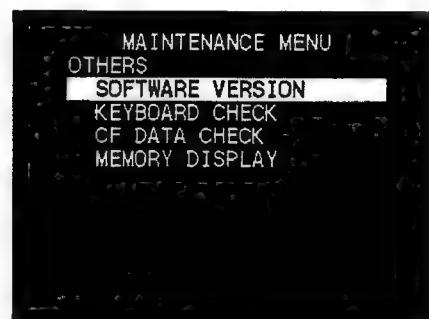 MAINTENANCE MENU
OTHERS
SOFTWARE VERSION
KEYBOARD CHECK
CF DATA CHECK
MEMORY DISPLAY